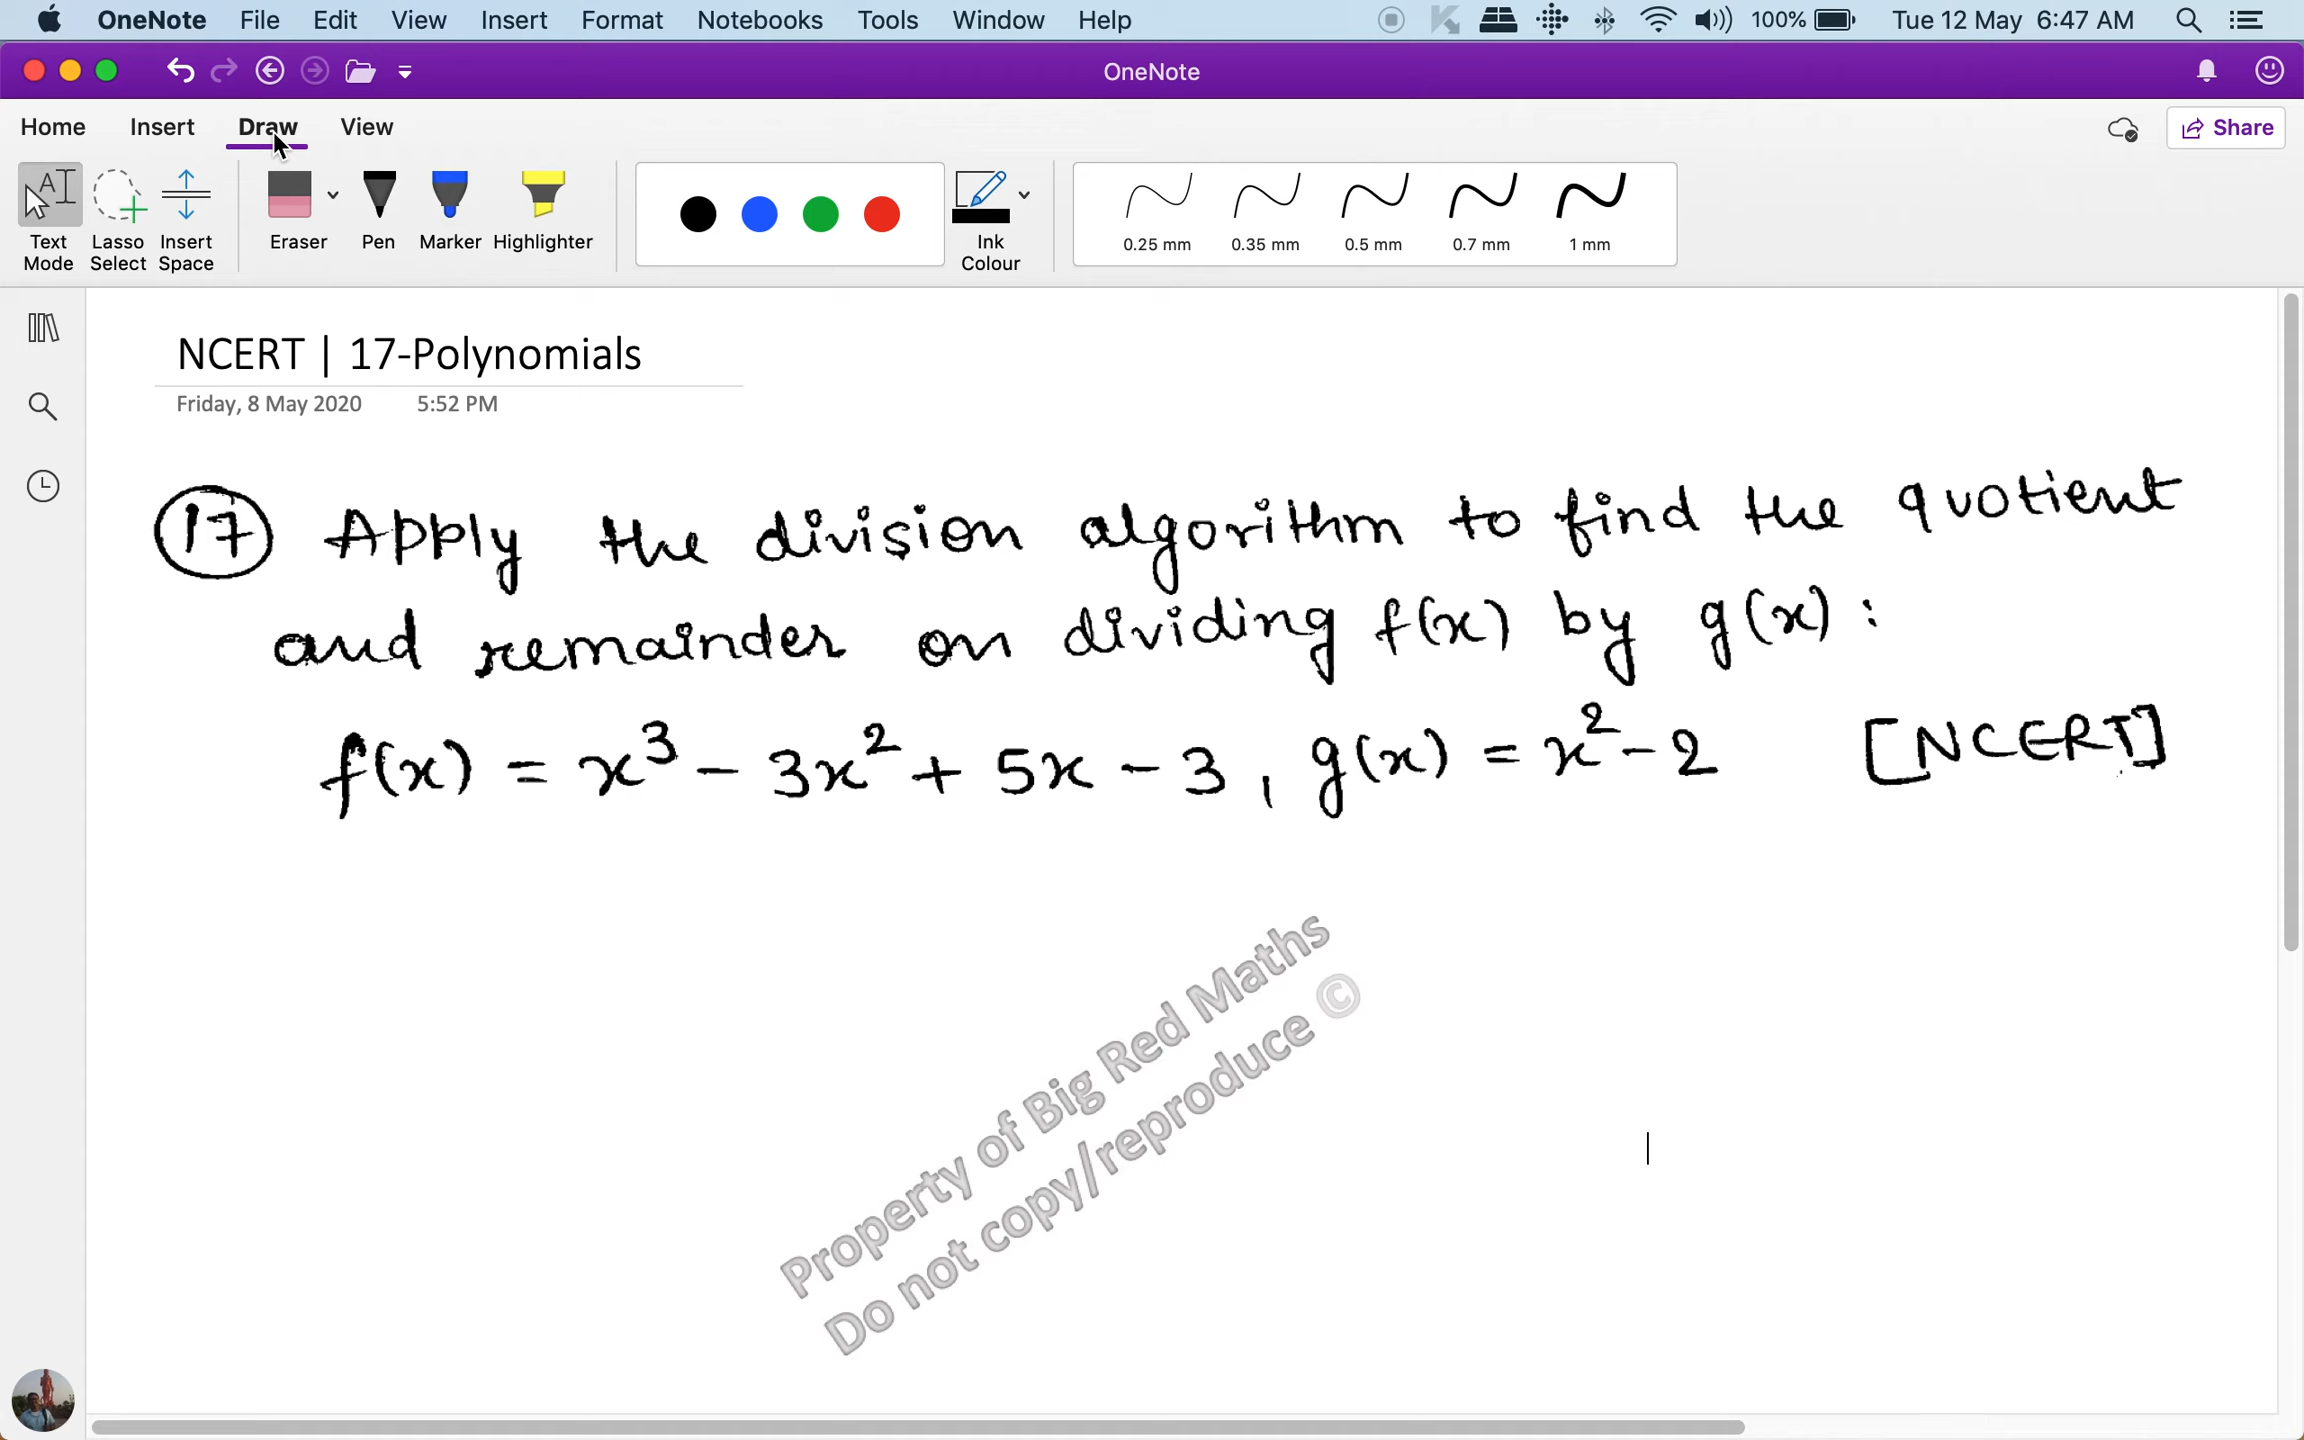 OneNote File Edit View Insert Format Notebooks Tools Window Help 100% Tue 12 May 6:47 AM
OneNote
Home Insert Draw View Share
Text Mode Lasso Select Insert Space Eraser Pen Marker Highlighter Ink Colour 0.25 mm 0.35 mm 0.5 mm 0.7 mm 1 mm
NCERT | 17-Polynomials
Friday, 8 May 2020 5:52 PM
17 Apply the division algorithm to find the quotient
and remainder on dividing f(x) by g(x) :
f(x) = x³ - 3x² + 5x - 3, g(x) = x² - 2 [NCERT]
Property of Big Red Maths
Do not copy/reproduce ©